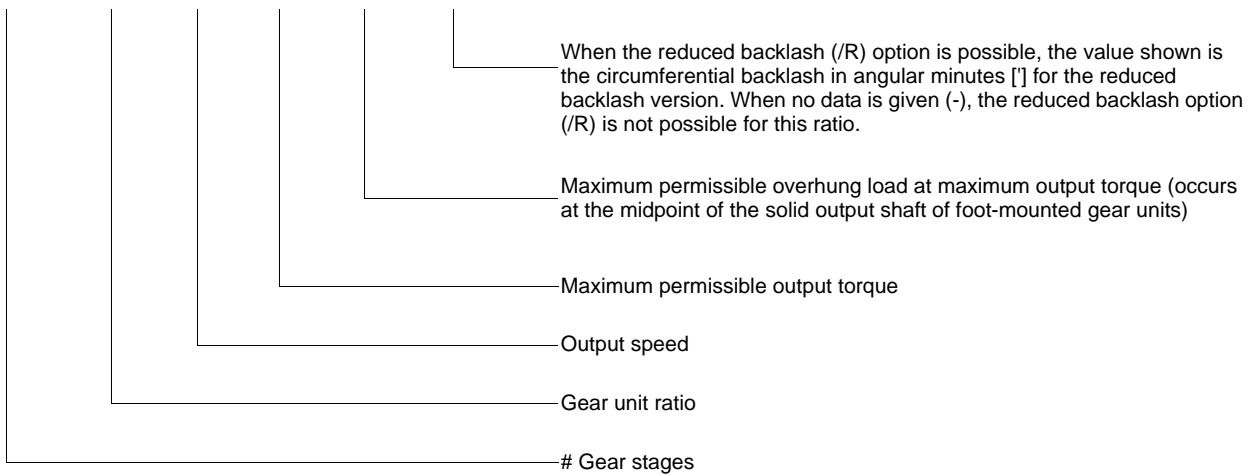 When the reduced backlash (/R) option is possible, the value shown is
the circumferential backlash in angular minutes ['] for the reduced
backlash version. When no data is given (-), the reduced backlash option
(/R) is not possible for this ratio.
Maximum permissible overhung load at maximum output torque (occurs
at the midpoint of the solid output shaft of foot-mounted gear units)
Maximum permissible output torque
Output speed
Gear unit ratio
# Gear stages